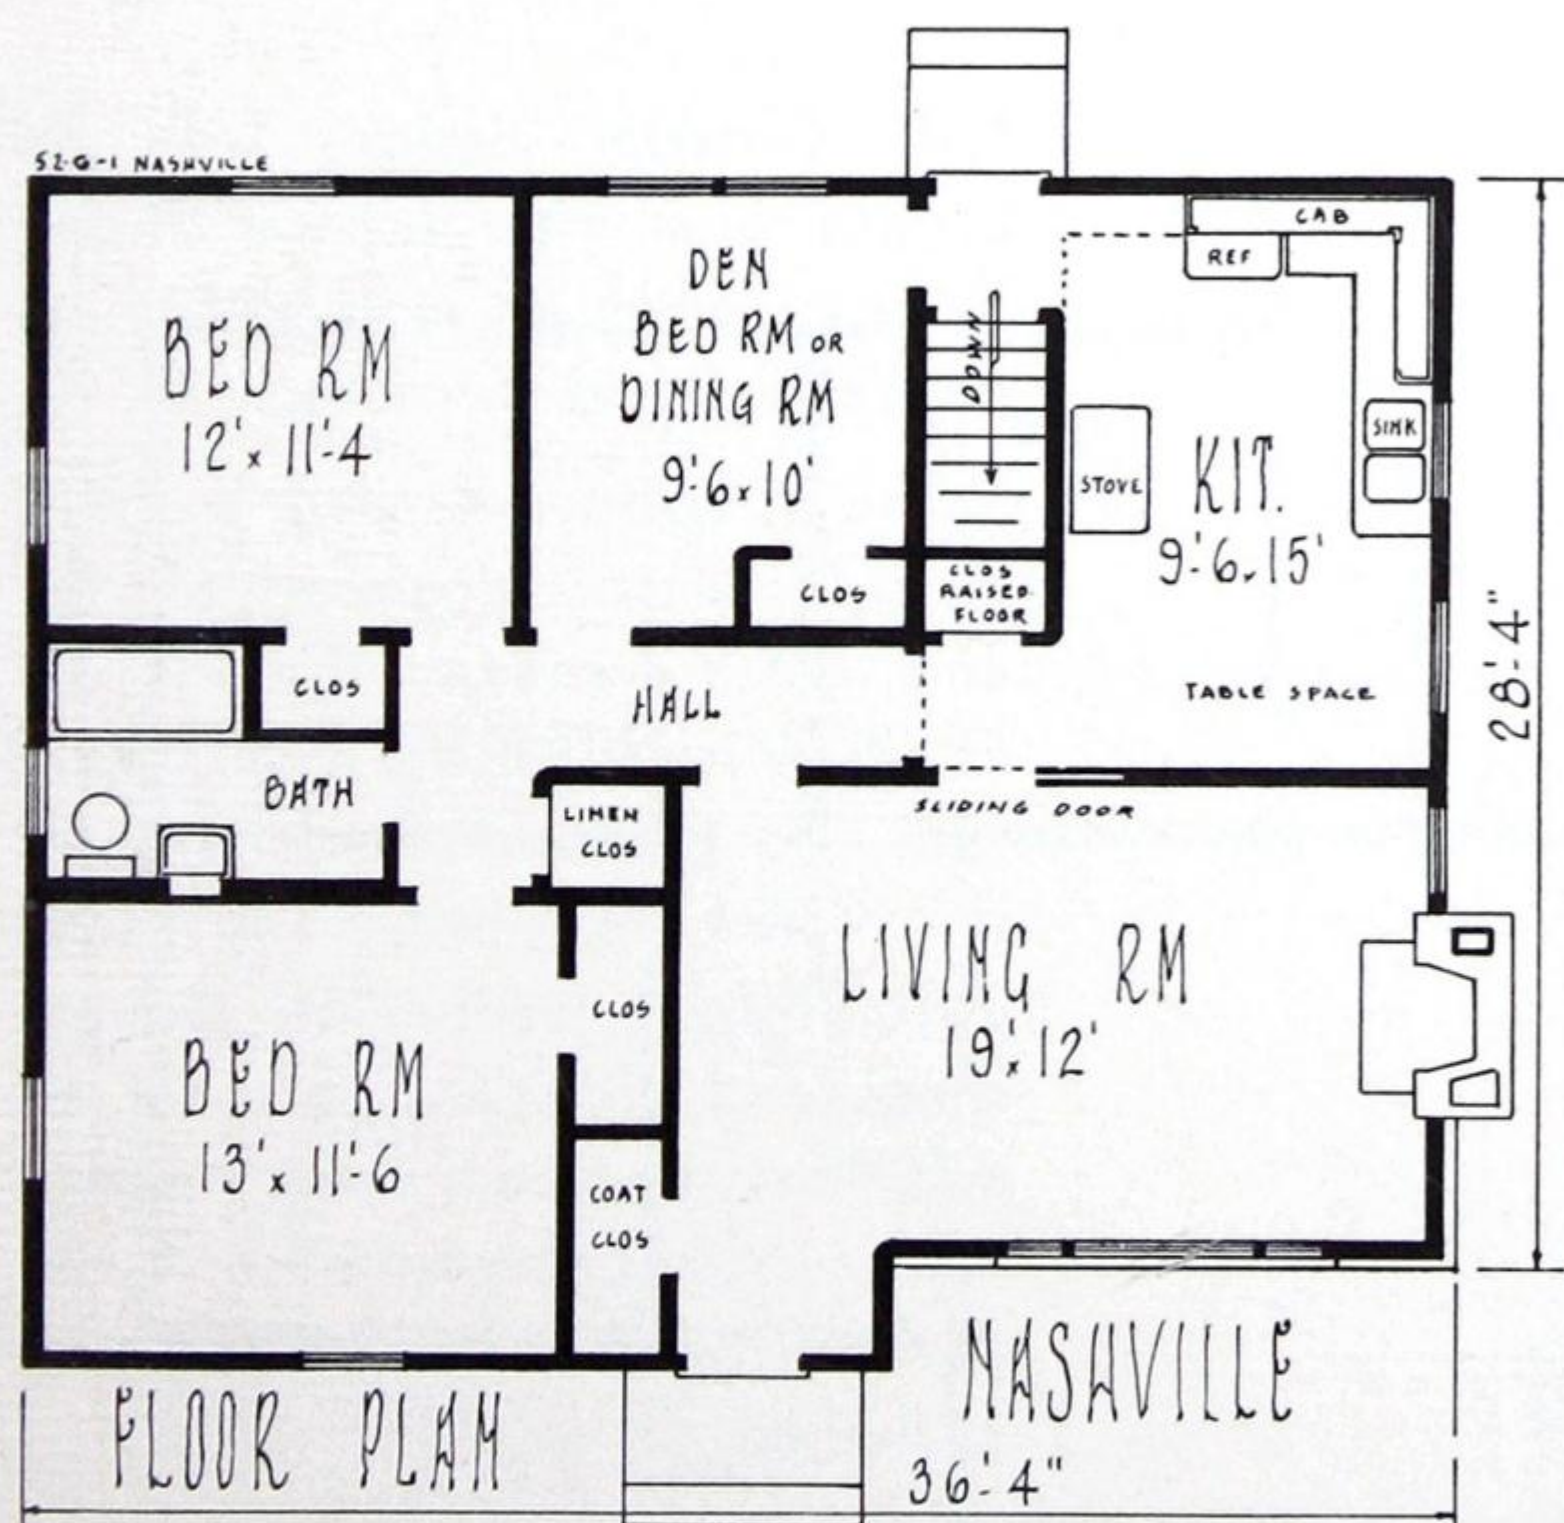 52-G-1 NASHVILLE
CAB
REF
DEN
BED RM OR
DINING RM
9'-6 x 10'
BED RM
12' x 11'-4
DOWN
SINK
STOVE
KIT.
9'-6 x 15'
CLOS
CLOS
RAISED
FLOOR
CLOS
HALL
TABLE SPACE
28'-4"
BATH
LINEN
CLOS
SLIDING DOOR
LIVING RM
19' x 12'
CLOS
BED RM
13' x 11'-6
COAT
CLOS
NASHVILLE
FLOOR PLAN
36'-4"